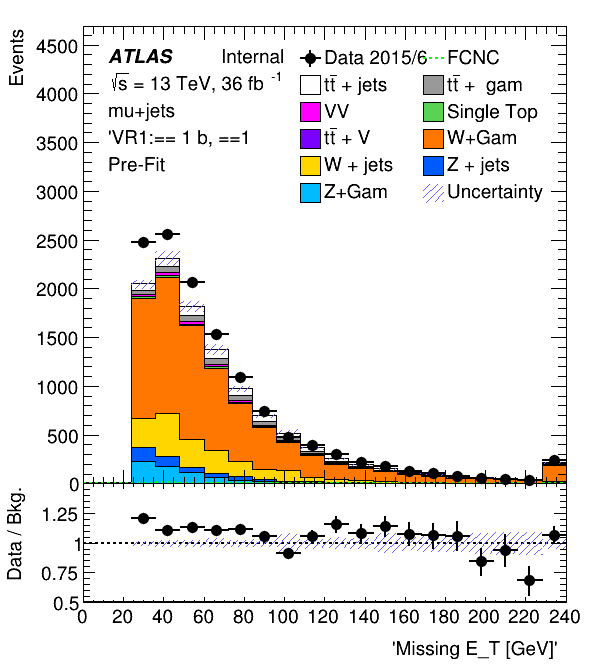 Events
4500
4000
3500
3000
2500
2000
1500
1000
500
0
ATLAS Internal
√s = 13 TeV, 36 fb -1
mu+jets
'VR1:== 1 b, ==1
Pre-Fit
Data 2015/6 FCNC
tt̄ + jets tt̄ + gam
VV Single Top
tt̄ + V W+Gam
W + jets Z + jets
Z+Gam Uncertainty
Data / Bkg.
1.25
1
0.75
0.5
0 20 40 60 80 100 120 140 160 180 200 220 240
'Missing E_T [GeV]'